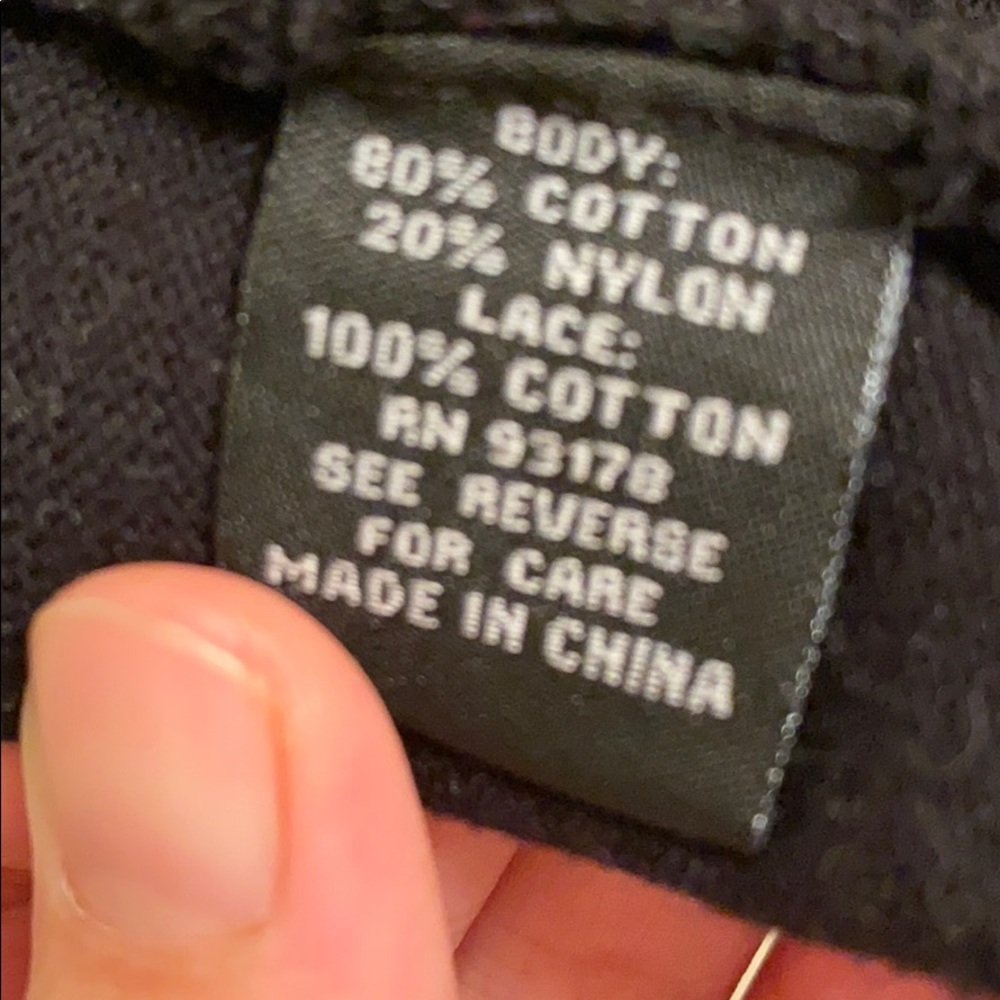 BODY:
80% COTTON
20% NYLON
LACE:
100% COTTON
RN 93178
SEE REVERSE
FOR CARE
MADE IN CHINA